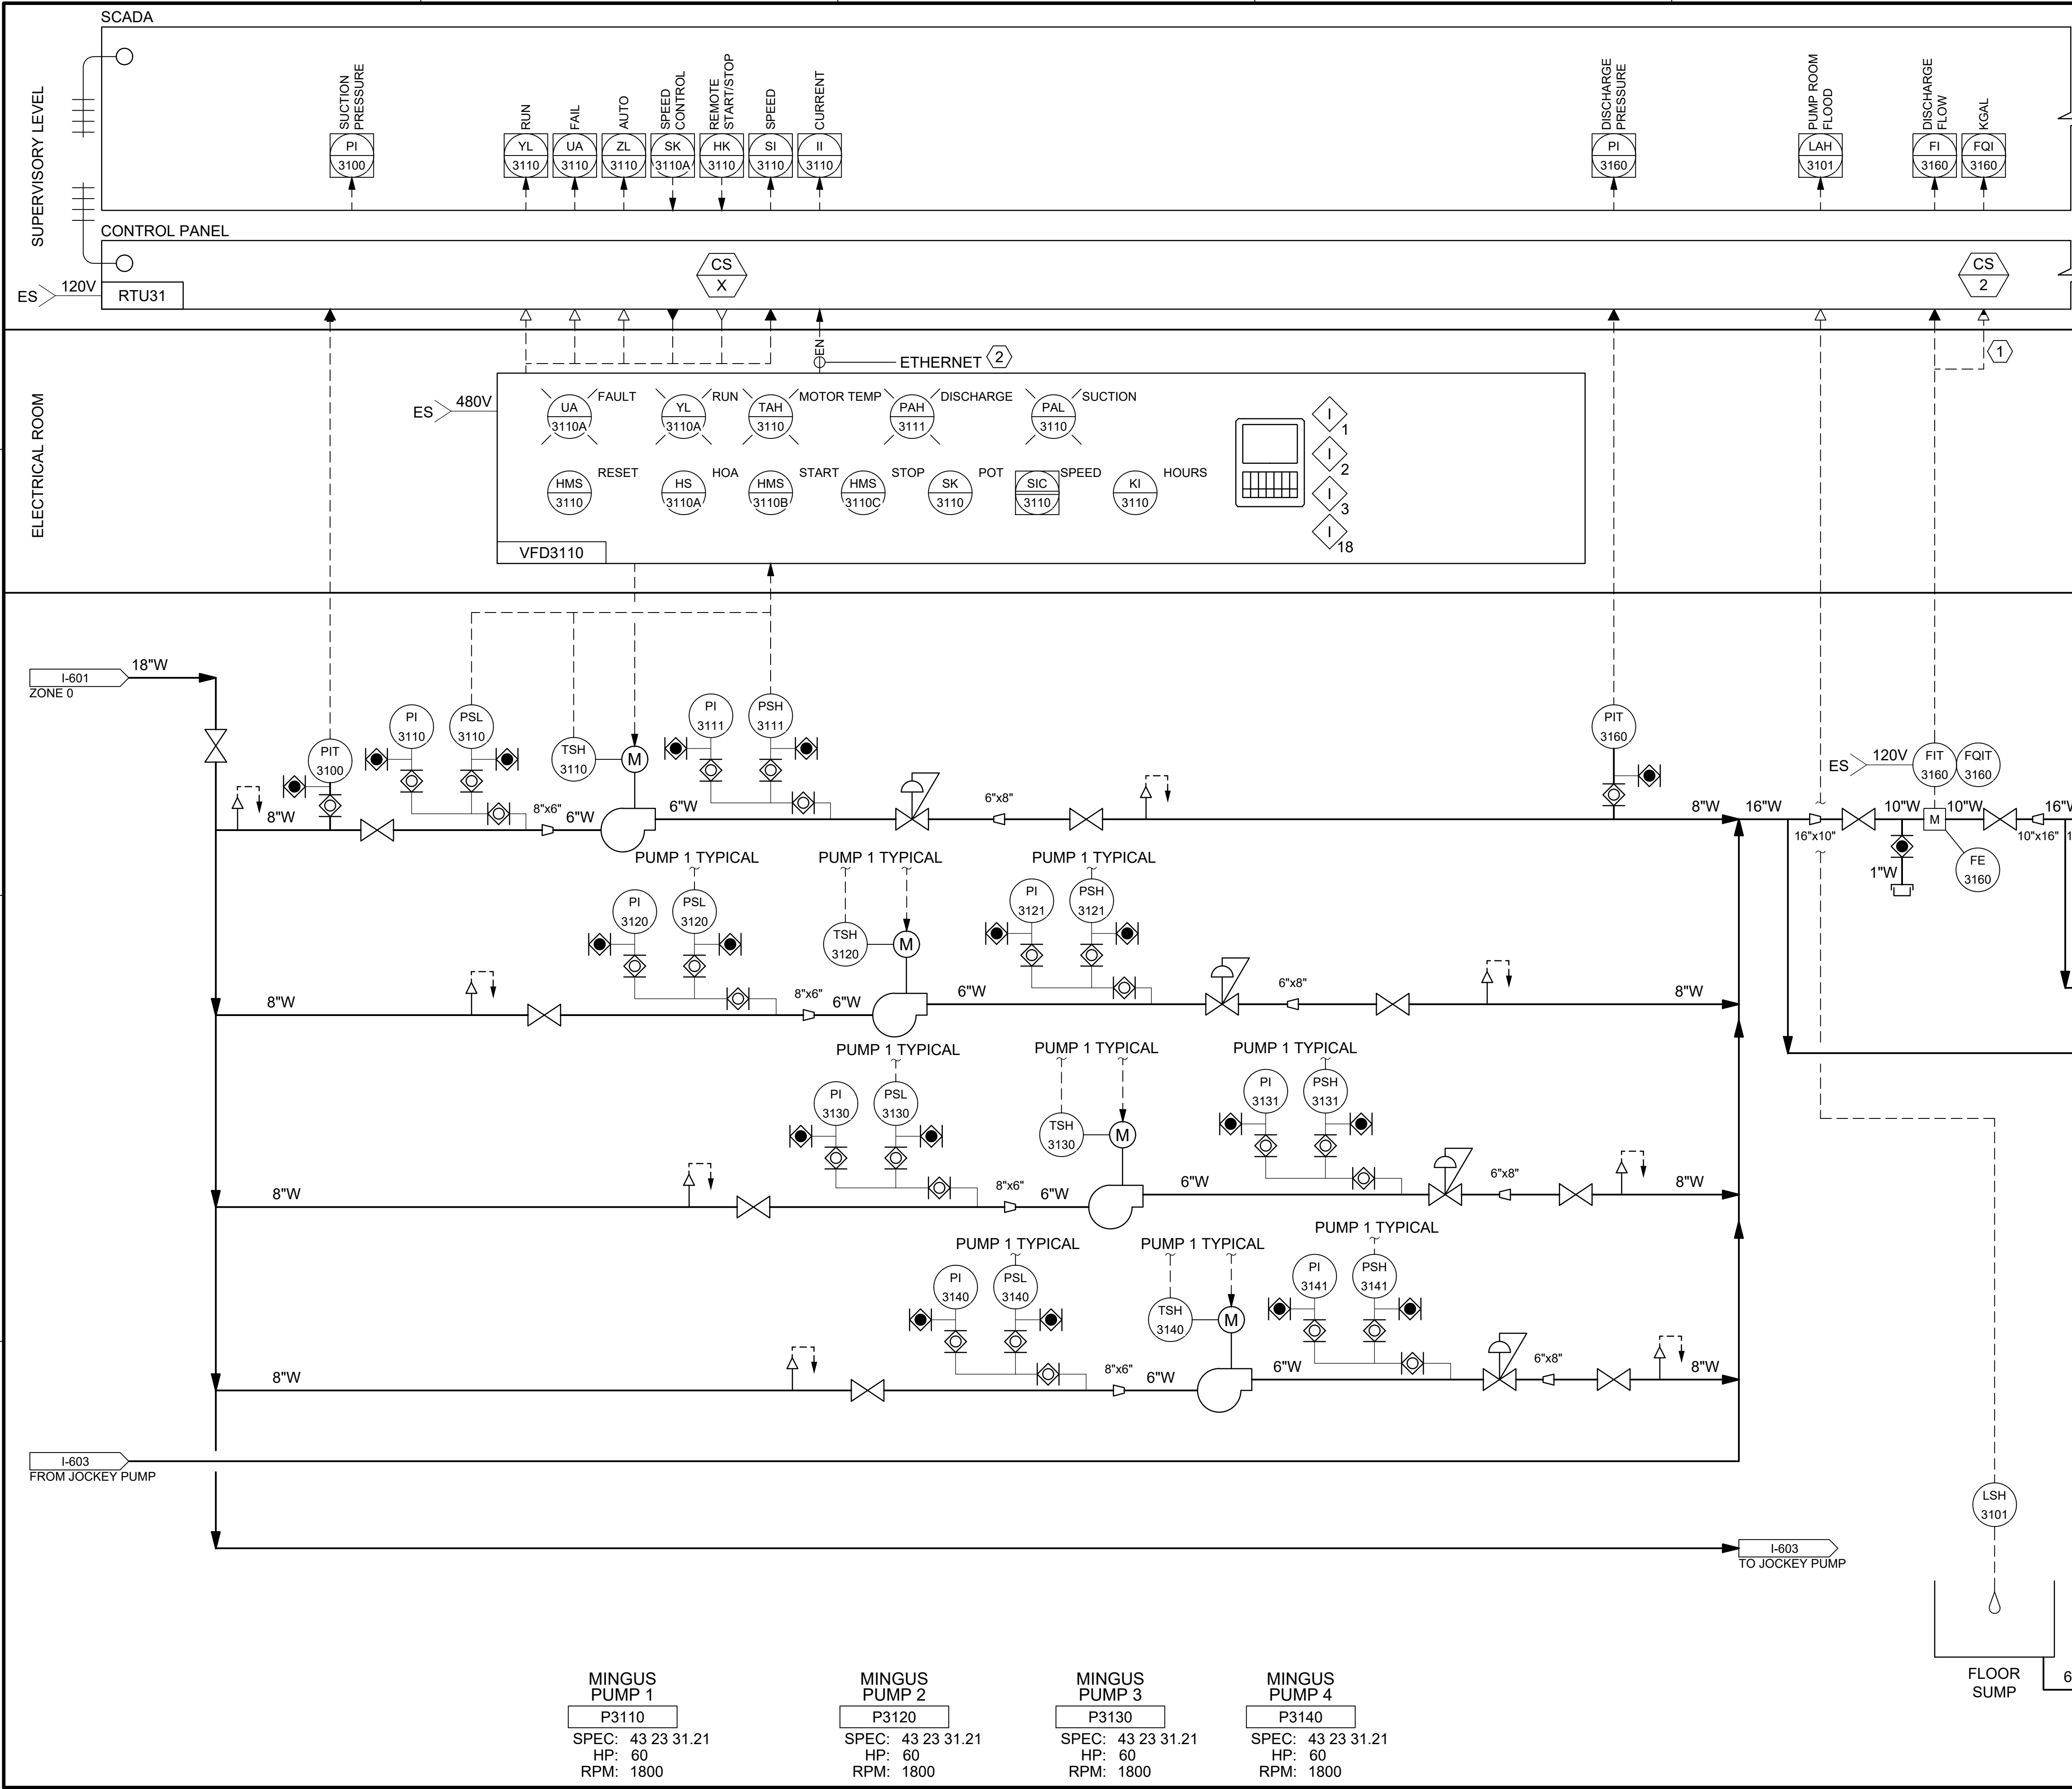 SCADA
SUPERVISORY LEVEL
SUCTION PRESSURE
RUN
FAIL
AUTO
SPEED CONTROL
REMOTE START/STOP
SPEED
CURRENT
DISCHARGE PRESSURE
PUMP ROOM FLOOD
DISCHARGE FLOW
KGAL
PI 3100
YL 3110
UA 3110
ZL 3110
SK 3110A
HK 3110
SI 3110
II 3110
PI 3160
LAH 3101
FI 3160
FQI 3160
CONTROL PANEL
CS X
CS 2
ES 120V
RTU31
ELECTRICAL ROOM
EN
ETHERNET 2
1
ES 480V
UA 3110A FAULT
YL 3110A RUN
TAH 3110 MOTOR TEMP
PAH 3111 DISCHARGE
PAL 3110 SUCTION
HMS 3110 RESET
HS 3110A HOA
HMS 3110B START
HMS 3110C STOP
SK 3110 POT
SIC 3110 SPEED
KI 3110 HOURS
I 1
I 2
I 3
I 18
VFD3110
I-601
18"W
ZONE 0
PIT 3100
PI 3110
PSL 3110
TSH 3110
M
PI 3111
PSH 3111
PIT 3160
ES 120V
FIT 3160
FQIT 3160
8"W
8"x6"
6"W
6"W
6"x8"
8"W
16"W
16"x10"
10"W
M
10"W
10"x16"
16"W
1"W
FE 3160
PUMP 1 TYPICAL
PUMP 1 TYPICAL
PUMP 1 TYPICAL
PI 3120
PSL 3120
TSH 3120
M
PI 3121
PSH 3121
8"W
8"x6"
6"W
6"W
6"x8"
8"W
PUMP 1 TYPICAL
PUMP 1 TYPICAL
PUMP 1 TYPICAL
PI 3130
PSL 3130
TSH 3130
M
PI 3131
PSH 3131
8"W
8"x6"
6"W
6"W
6"x8"
8"W
PUMP 1 TYPICAL
PUMP 1 TYPICAL
PUMP 1 TYPICAL
PI 3140
PSL 3140
TSH 3140
M
PI 3141
PSH 3141
8"W
8"x6"
6"W
6"W
6"x8"
8"W
I-603
FROM JOCKEY PUMP
LSH 3101
I-603
TO JOCKEY PUMP
FLOOR SUMP
6
MINGUS PUMP 1
P3110
SPEC: 43 23 31.21
HP: 60
RPM: 1800
MINGUS PUMP 2
P3120
SPEC: 43 23 31.21
HP: 60
RPM: 1800
MINGUS PUMP 3
P3130
SPEC: 43 23 31.21
HP: 60
RPM: 1800
MINGUS PUMP 4
P3140
SPEC: 43 23 31.21
HP: 60
RPM: 1800